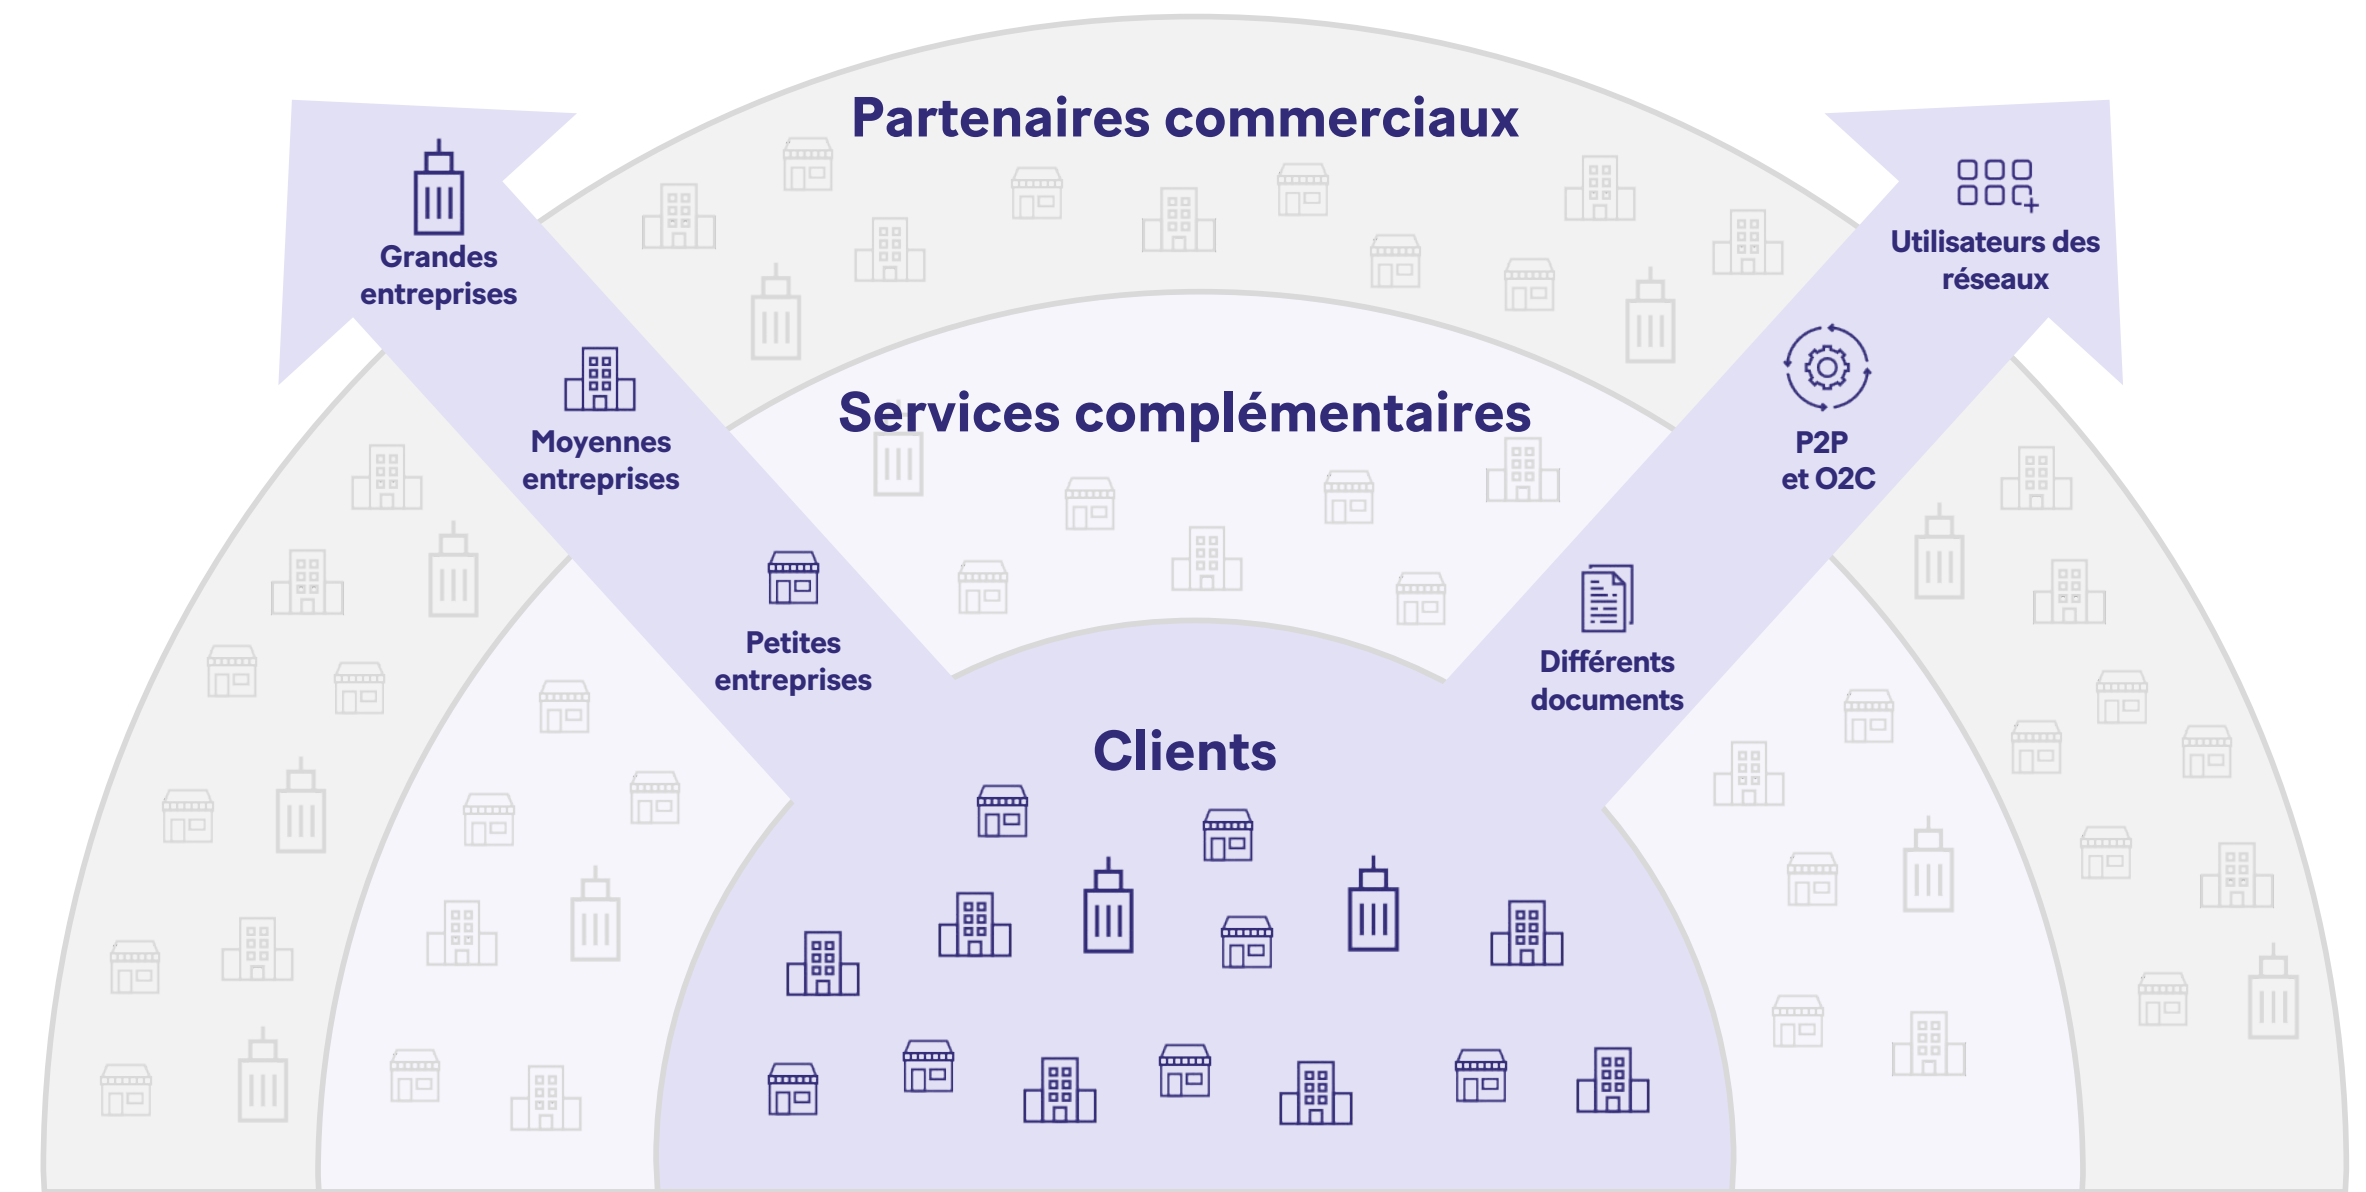 Partenaires commerciaux
Grandes
entreprises
Utilisateurs des
réseaux
Services complémentaires
Moyennes
entreprises
P2P
et O2C
Petites
entreprises
Différents
documents
Clients